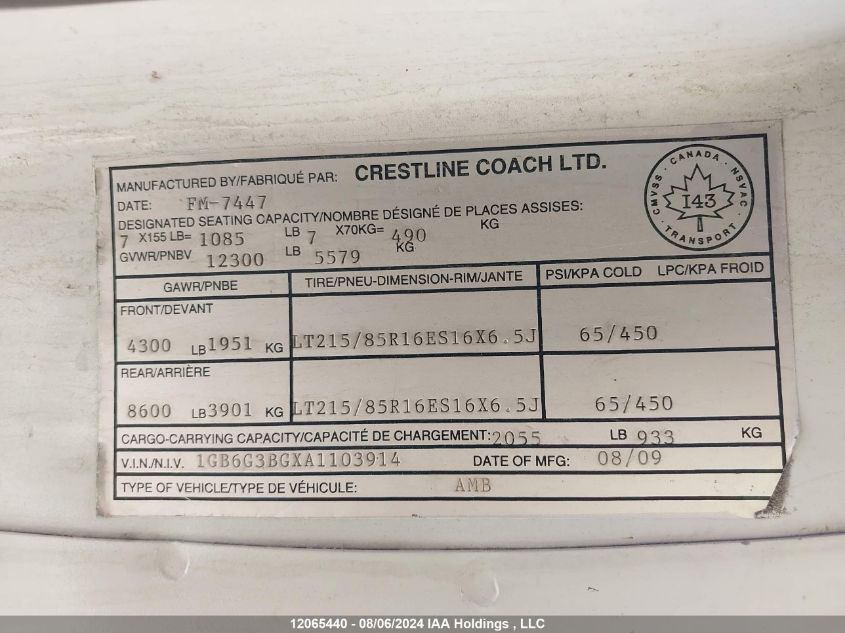 MANUFACTURED BY/FABRIQUÉ PAR: CRESTLINE COACH LTD.
DATE: FM-7447
DESIGNATED SEATING CAPACITY/NOMBRE DÉSIGNÉ DE PLACES ASSISES:
7 X155 LB= 1085 LB 7 X70KG= 490 KG
GVWR/PNBV 12300 LB 5579 KG
CANADA
CMVSS NSVAC
143
TRANSPORT
GAWR/PNBE TIRE/PNEU-DIMENSION-RIM/JANTE PSI/KPA COLD LPC/KPA FROID
FRONT/DEVANT
4300 LB 1951 KG LT215/85R16ES16X6.5J 65/450
REAR/ARRIÈRE
8600 LB 3901 KG LT215/85R16ES16X6.5J 65/450
CARGO-CARRYING CAPACITY/CAPACITÉ DE CHARGEMENT: 2055 LB 933 KG
V.I.N./N.I.V. 1GB6G3BGXA1103914 DATE OF MFG: 08/09
TYPE OF VEHICLE/TYPE DE VÉHICULE: AMB
12065440 - 08/06/2024 IAA Holdings , LLC